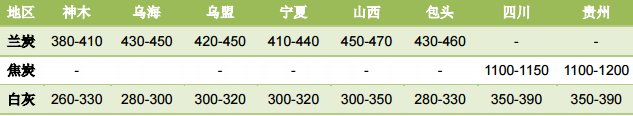 地区 神木 乌海 乌盟 宁夏 山西 包头 四川 贵州
兰炭 380-410 430-450 420-450 410-440 450-470 430-460 - -
焦炭 - - - - - - 1100-1150 1100-1200
白灰 260-330 280-300 300-320 300-320 300-350 280-330 350-390 350-390